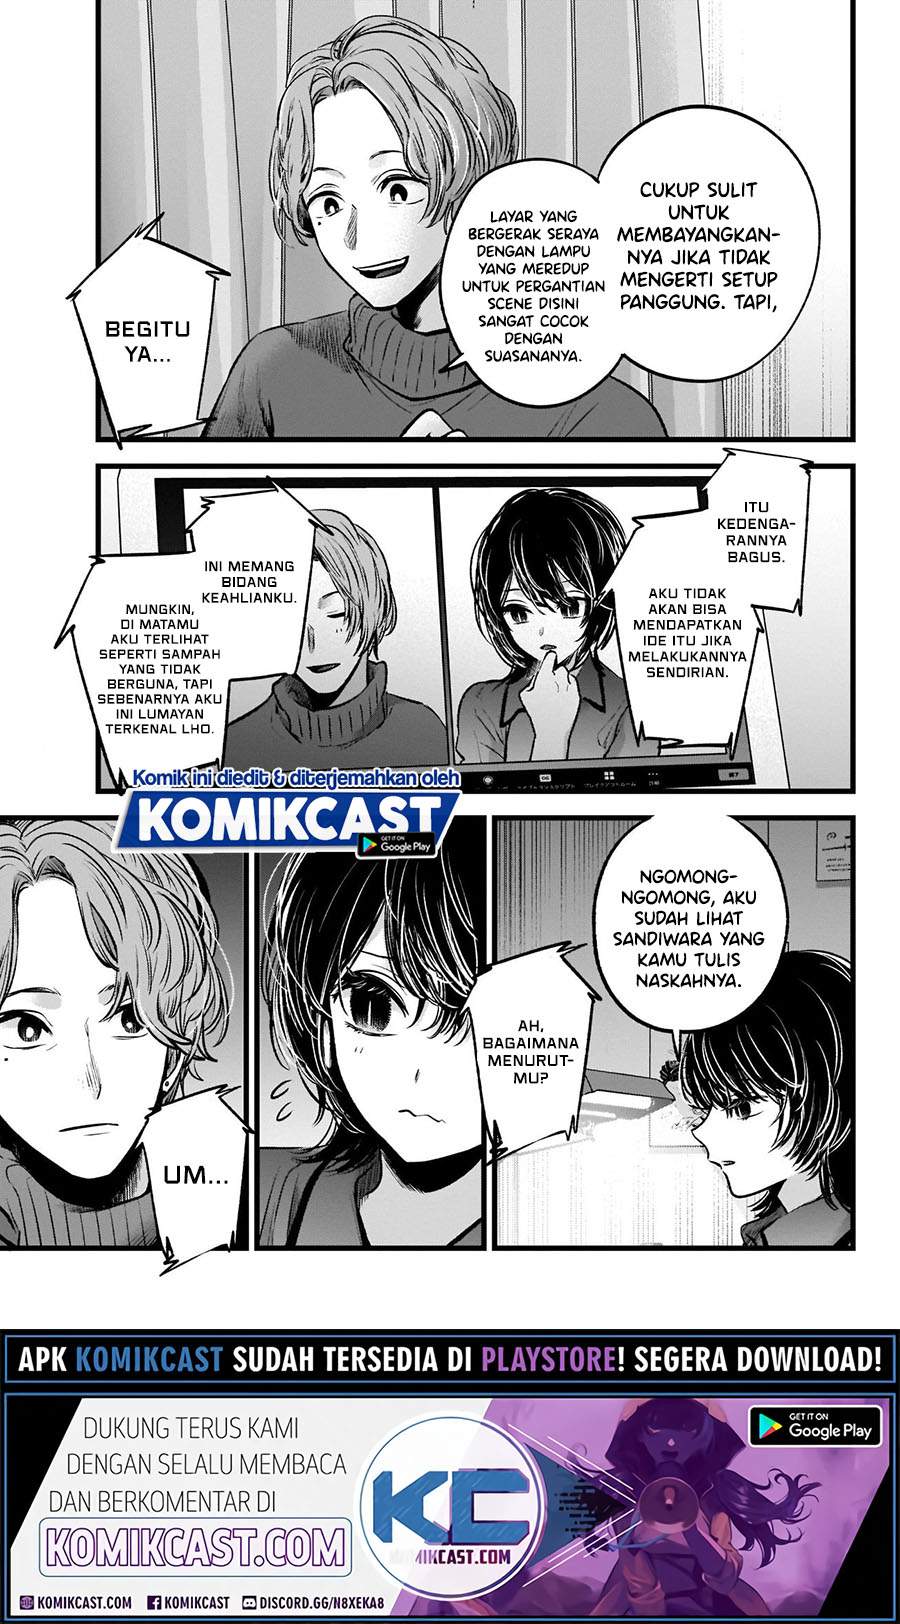 CUKUP SULIT
UNTUK
MEMBAYANGKAN-
NYA JIKA TIDAK
MENGERTI SETUP
PANGGUNG. TAPI,
LAYAR YANG
BERGERAK SERAYA
DENGAN LAMPU
YANG MEREDUP
UNTUK PERGANTIAN
SCENE DISINI
SANGAT COCOK
DENGAN
SUASANANYA.
BEGITU
YA...
ITU
KEDENGA-
RANNYA
BAGUS.
AKU TIDAK
AKAN BISA
MENDAPATKAN
IDE ITU JIKA
MELAKUKANNYA
SENDIRIAN.
INI MEMANG
BIDANG
KEAHLIANKU.
MUNGKIN,
DI MATAMU
AKU TERLIHAT
SEPERTI SAMPAH
YANG TIDAK
BERGUNA, TAPI
SEBENARNYA AKU
INI LUMAYAN
TERKENAL LHO.
Komik ini diedit & diterjemahkan oleh
KOMIKCAST
GET IT ON
Google Play
NGOMONG-
NGOMONG, AKU
SUDAH LIHAT
SANDIWARA YANG
KAMU TULIS
NASKAHNYA.
AH,
BAGAIMANA
MENURUT-
MU?
UM...
APK KOMIKCAST SUDAH TERSEDIA DI PLAYSTORE! SEGERA DOWNLOAD!
DUKUNG TERUS KAMI
DENGAN SELALU MEMBACA
DAN BERKOMENTAR DI
KOMIKCAST.COM
KC
KOMIKCAST.COM
GET IT ON
Google Play
KOMIKCAST.COM
KOMIKCAST
DISCORD.GG/N8XEKA8